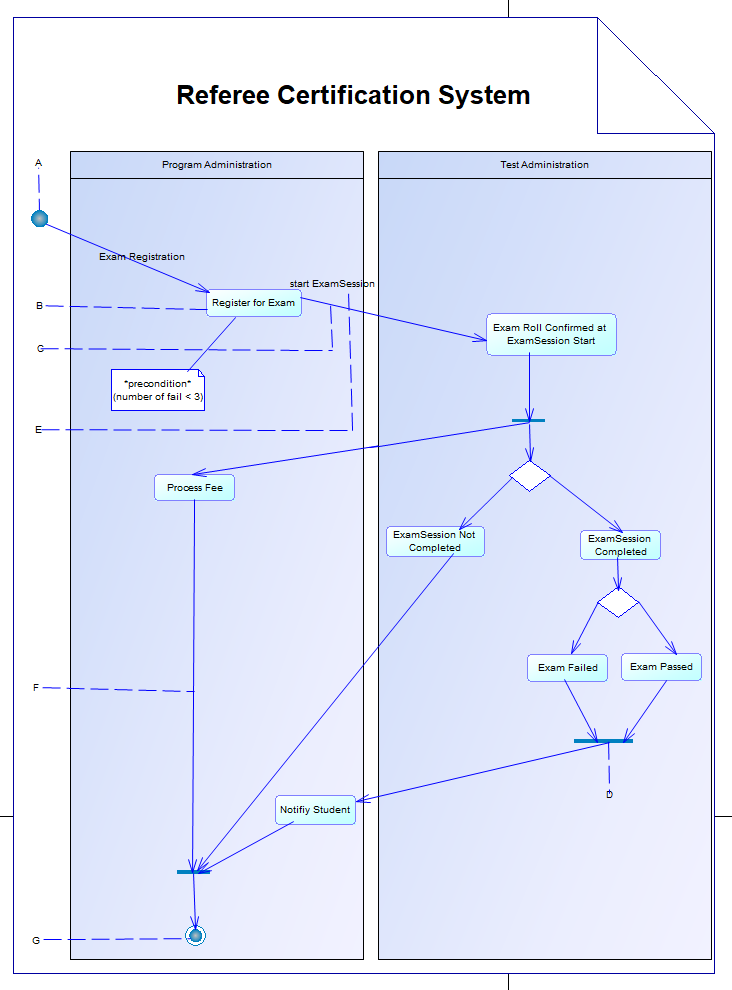 Referee Certification System
A
Program Administration
Test Administration
Exam Registration
start ExamSession
B
Register for Exam
Exam Roll Confirmed at
ExamSession Start
C
*precondition*
(number of fail < 3)
E
Process Fee
ExamSession Not
Completed
ExamSession
Completed
Exam Failed
Exam Passed
F
D
Notifiy Student
G